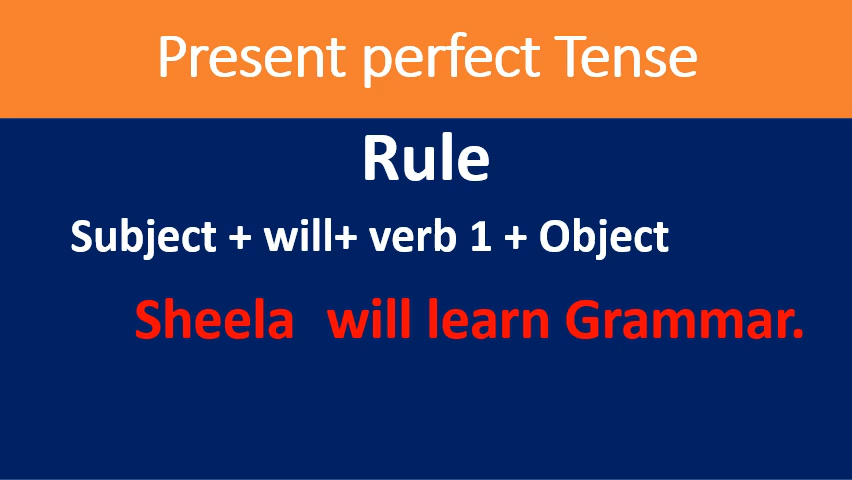 Present perfect Tense
Rule
Subject + will+ verb 1 + Object
Sheela will learn Grammar.